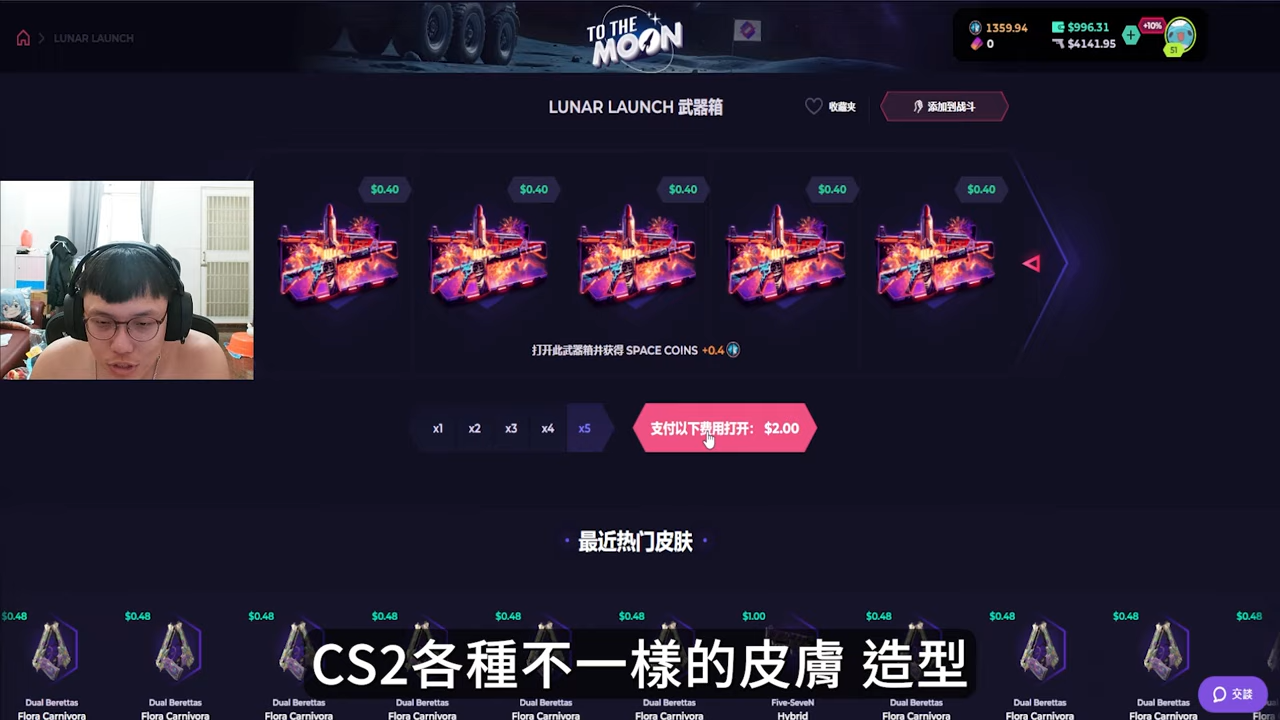 LUNAR LAUNCH
TO THE
MOON
1359.94
0
$996.31
$4141.95
+10%
51
LUNAR LAUNCH 武器箱
收藏夹
添加到战斗
$0.40
$0.40
$0.40
$0.40
$0.40
打开此武器箱并获得 SPACE COINS +0.4
x1
x2
x3
x4
x5
支付以下费用打开: $2.00
最近热门皮肤
$0.48
$0.48
$0.48
$0.48
$0.48
$0.48
$1.00
$0.48
$0.48
$0.48
$0.48
CS2各種不一樣的皮膚 造型
交談
Dual Berettas
Dual Berettas
Dual Berettas
Dual Berettas
Dual Berettas
Dual Berettas
Five-SeveN
Dual Berettas
Dual Berettas
Dual Berettas
Flora Carnivora
Flora Carnivora
Flora Carnivora
Flora Carnivora
Flora Carnivora
Flora Carnivora
Hybrid
Flora Carnivora
Flora Carnivora
Flora Carnivora